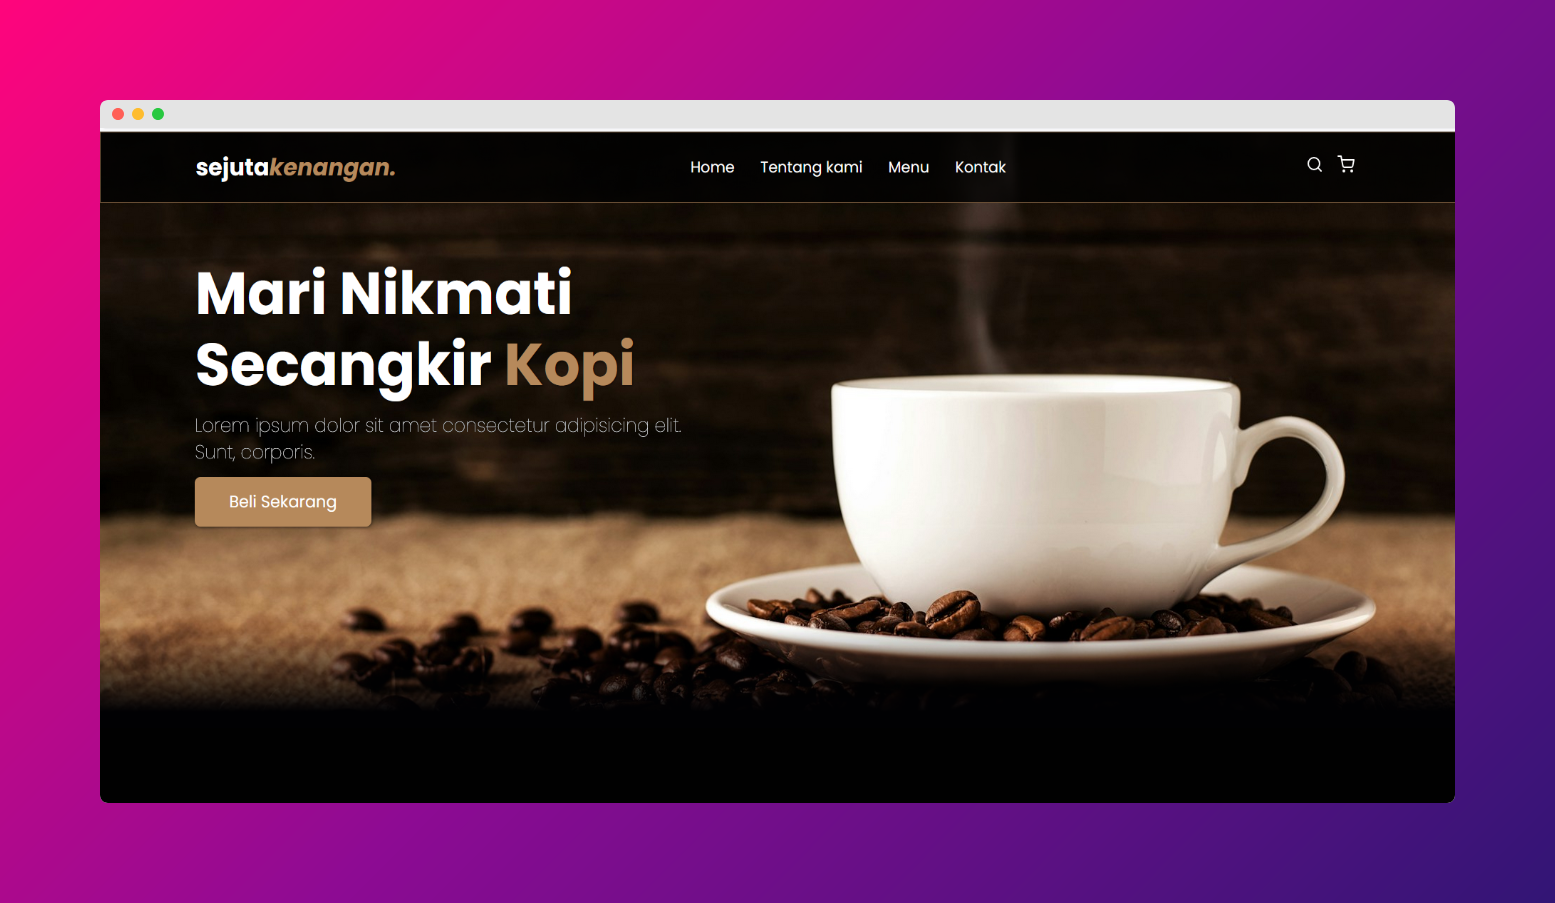 sejutakenangan.
Home Tentang kami Menu Kontak
Mari Nikmati
Secangkir Kopi
Lorem ipsum dolor sit amet consectetur adipisicing elit.
Sunt, corporis.
Beli Sekarang